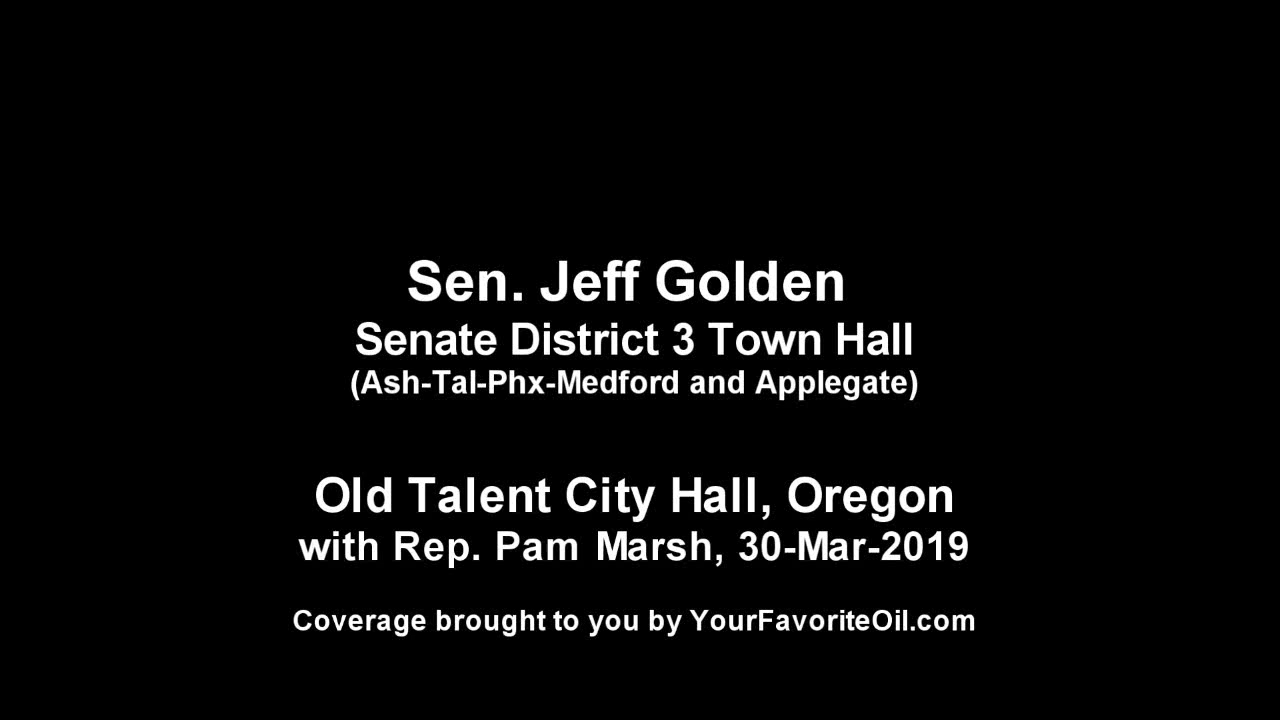 Sen. Jeff Golden
Senate District 3 Town Hall
(Ash-Tal-Phx-Medford and Applegate)
Old Talent City Hall, Oregon
with Rep. Pam Marsh, 30-Mar-2019
Coverage brought to you by YourFavoriteOil.com